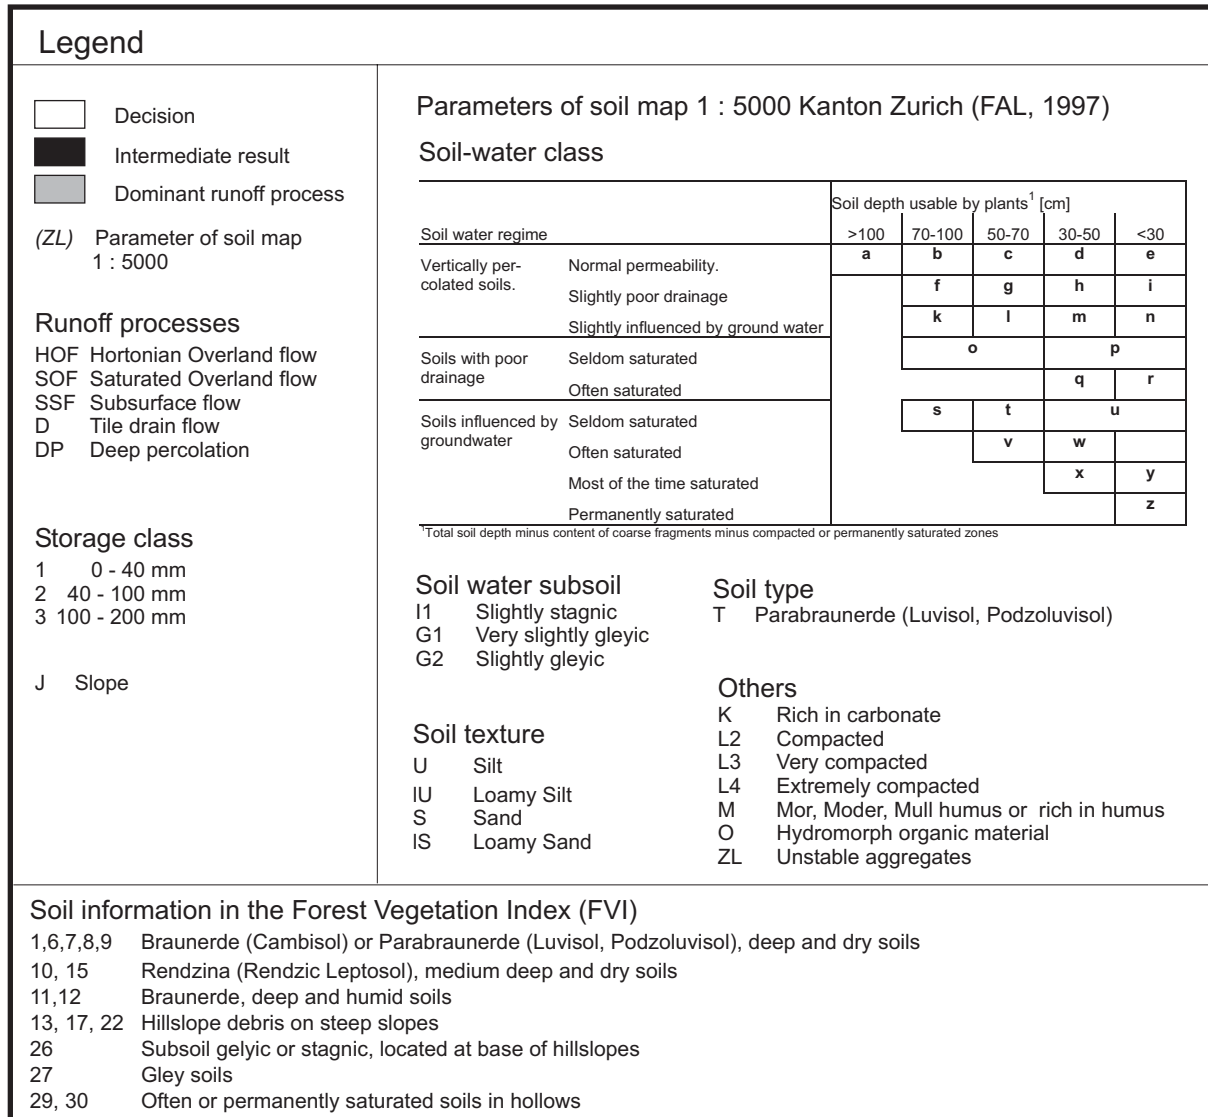 Legend
Decision
Intermediate result
Dominant runoff process
(ZL) Parameter of soil map
1 : 5000
Runoff processes
HOF Hortonian Overland flow
SOF Saturated Overland flow
SSF Subsurface flow
D Tile drain flow
DP Deep percolation
Storage class
1 0 - 40 mm
2 40 - 100 mm
3 100 - 200 mm
J Slope
Parameters of soil map 1 : 5000 Kanton Zurich (FAL, 1997)
Soil-water class
Soil depth usable by plants1 [cm]
Soil water regime >100 70-100 50-70 30-50 <30
Vertically per-
colated soils.
Normal permeability. a b c d e
Slightly poor drainage f g h i
Slightly influenced by ground water k l m n
Soils with poor
drainage
Seldom saturated o p
Often saturated q r
Soils influenced by
groundwater
Seldom saturated s t u
Often saturated v w
Most of the time saturated x y
Permanently saturated z
1Total soil depth minus content of coarse fragments minus compacted or permanently saturated zones
Soil water subsoil
I1 Slightly stagnic
G1 Very slightly gleyic
G2 Slightly gleyic
Soil type
T Parabraunerde (Luvisol, Podzoluvisol)
Soil texture
U Silt
lU Loamy Silt
S Sand
lS Loamy Sand
Others
K Rich in carbonate
L2 Compacted
L3 Very compacted
L4 Extremely compacted
M Mor, Moder, Mull humus or rich in humus
O Hydromorph organic material
ZL Unstable aggregates
Soil information in the Forest Vegetation Index (FVI)
1,6,7,8,9 Braunerde (Cambisol) or Parabraunerde (Luvisol, Podzoluvisol), deep and dry soils
10, 15 Rendzina (Rendzic Leptosol), medium deep and dry soils
11,12 Braunerde, deep and humid soils
13, 17, 22 Hillslope debris on steep slopes
26 Subsoil gelyic or stagnic, located at base of hillslopes
27 Gley soils
29, 30 Often or permanently saturated soils in hollows